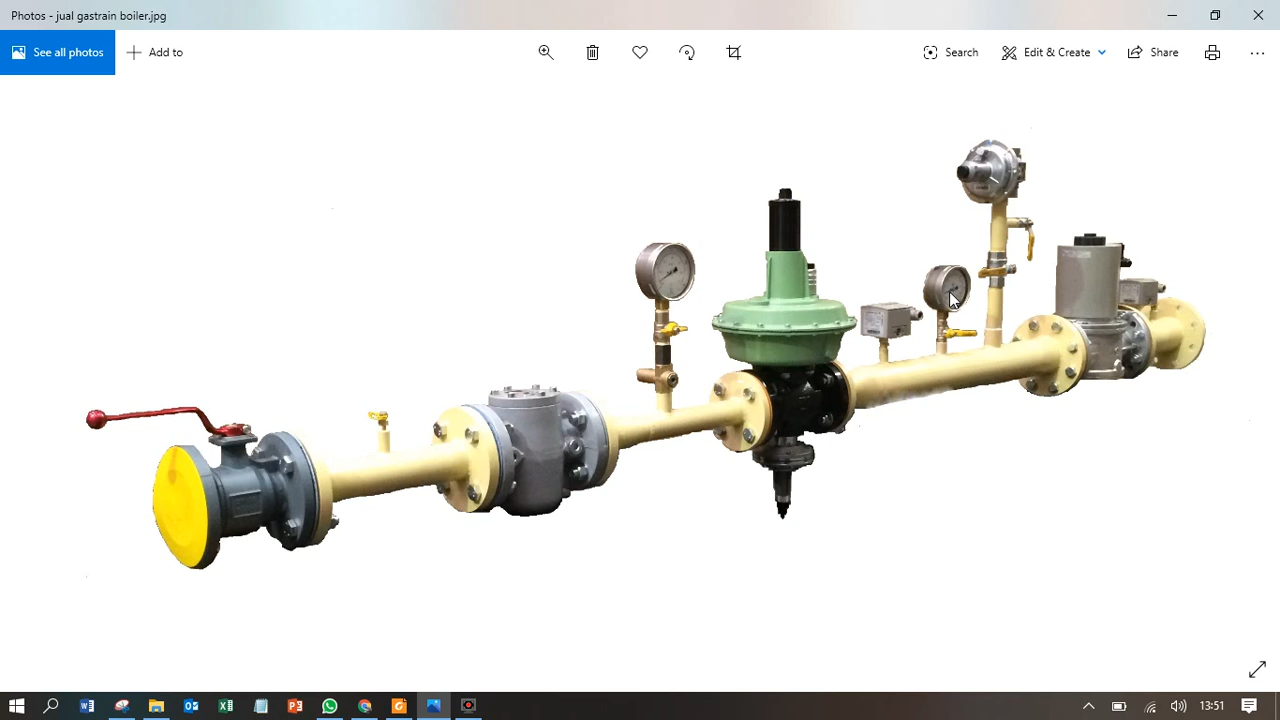 Photos - jual gastrain boiler.jpg
See all photos
Add to
Search
Edit & Create
Share
13:51